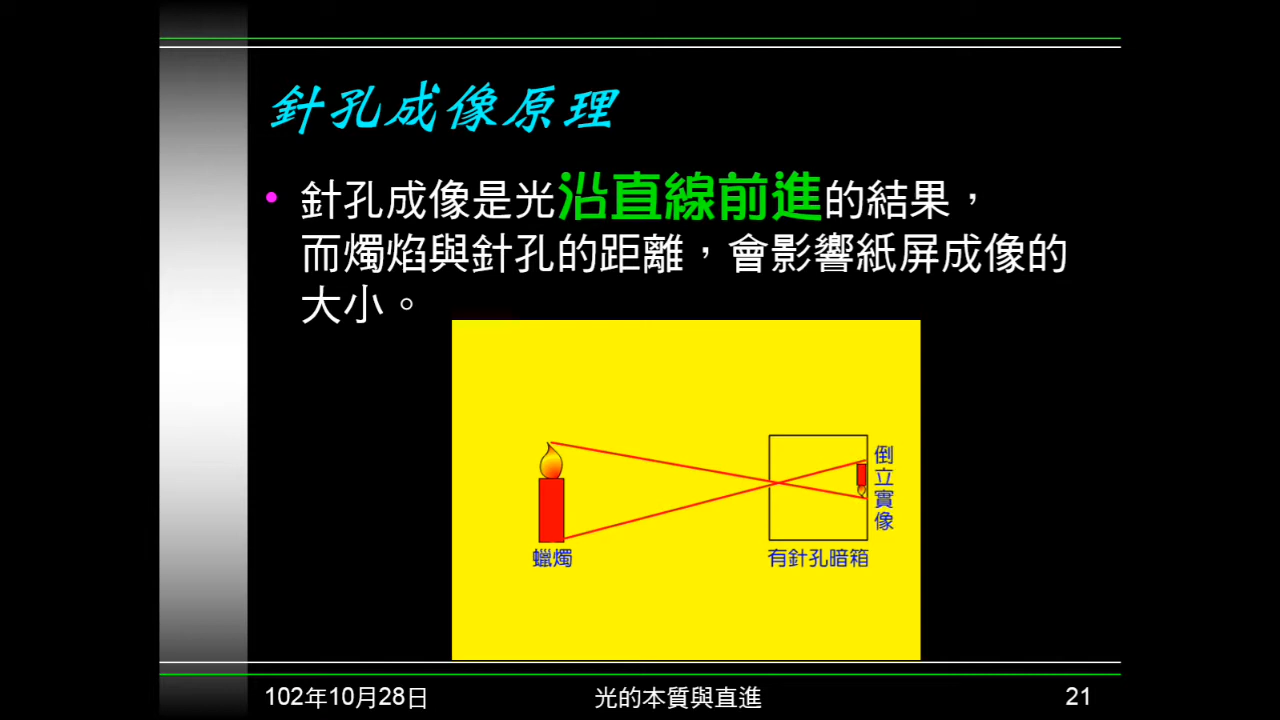 針孔成像原理
• 針孔成像是光沿直線前進的結果，
而燭焰與針孔的距離，會影響紙屏成像的
大小。
倒立實像
蠟燭
有針孔暗箱
102年10月28日
光的本質與直進
21